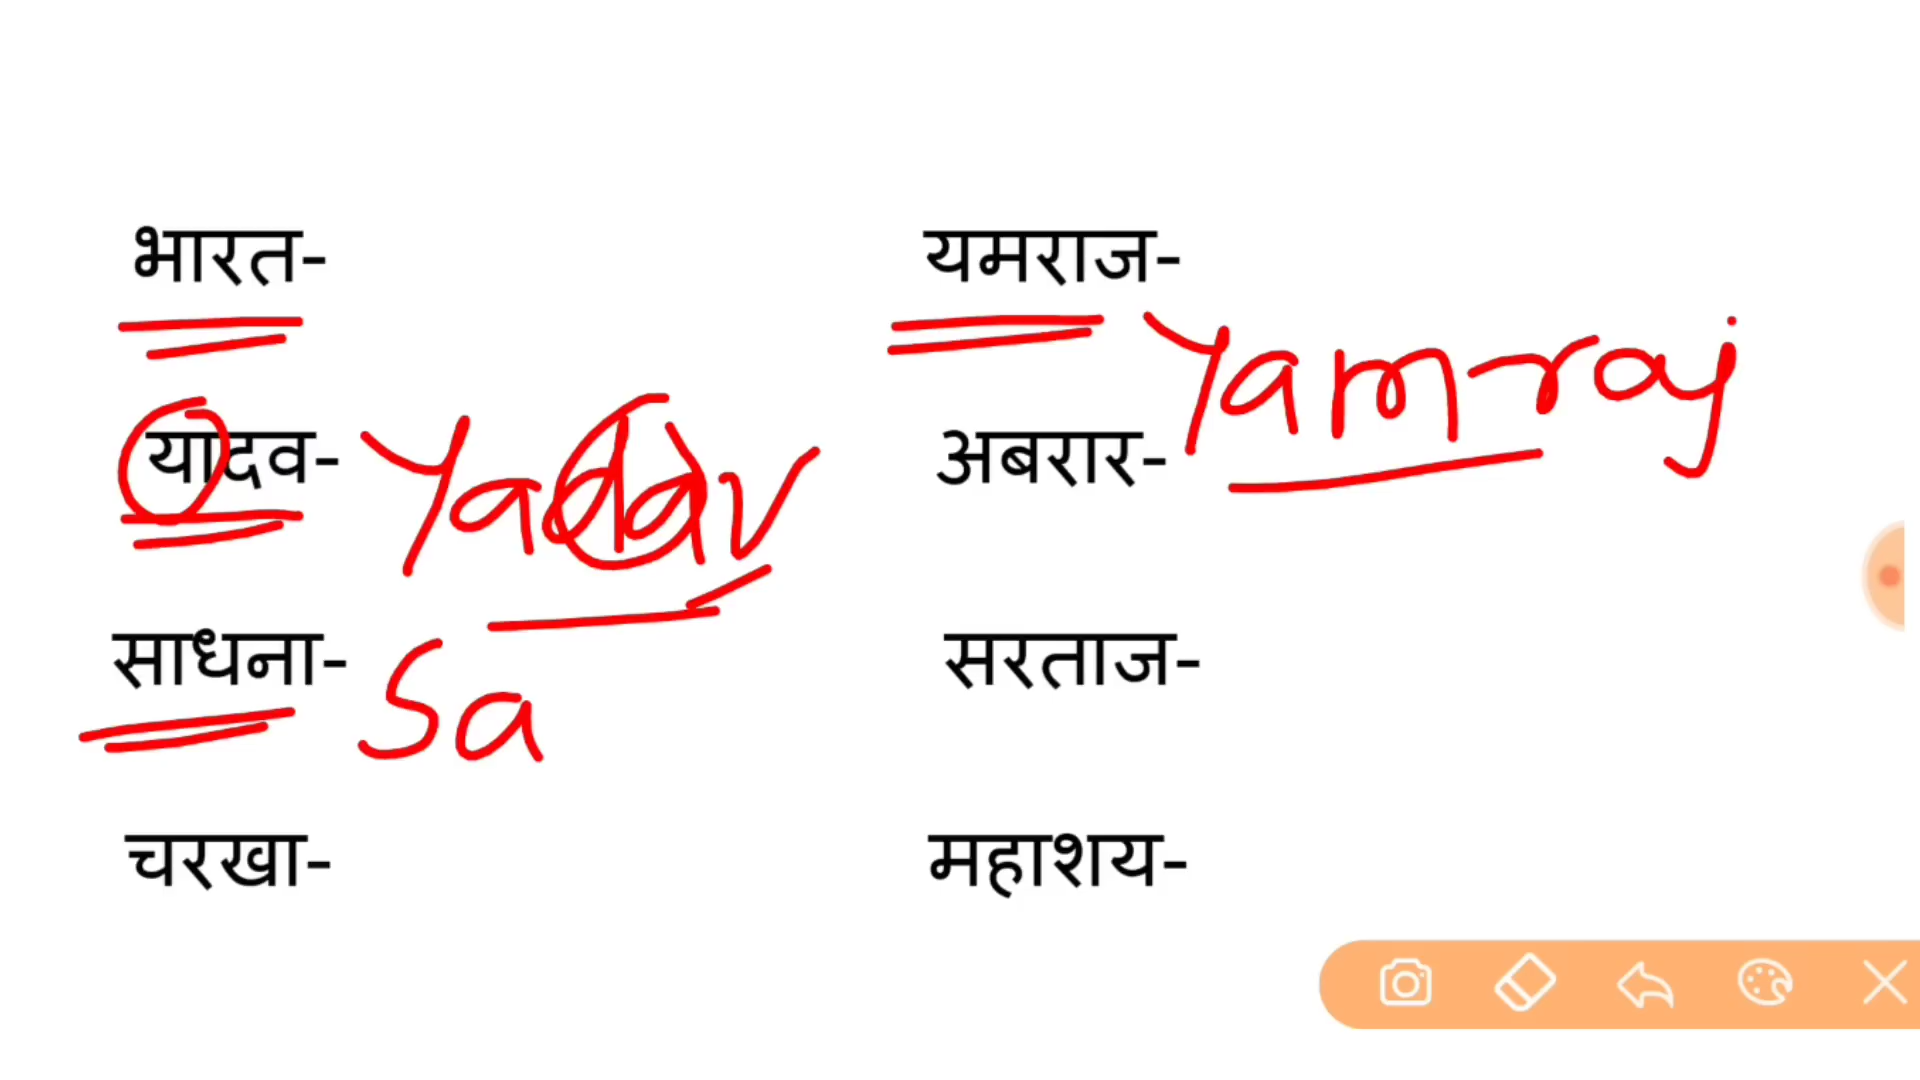 भारत-
यमराज- Yamraj
यादव- Yadav
अबरार-
साधना- Sa
सरताज-
चरखा-
महाशय-